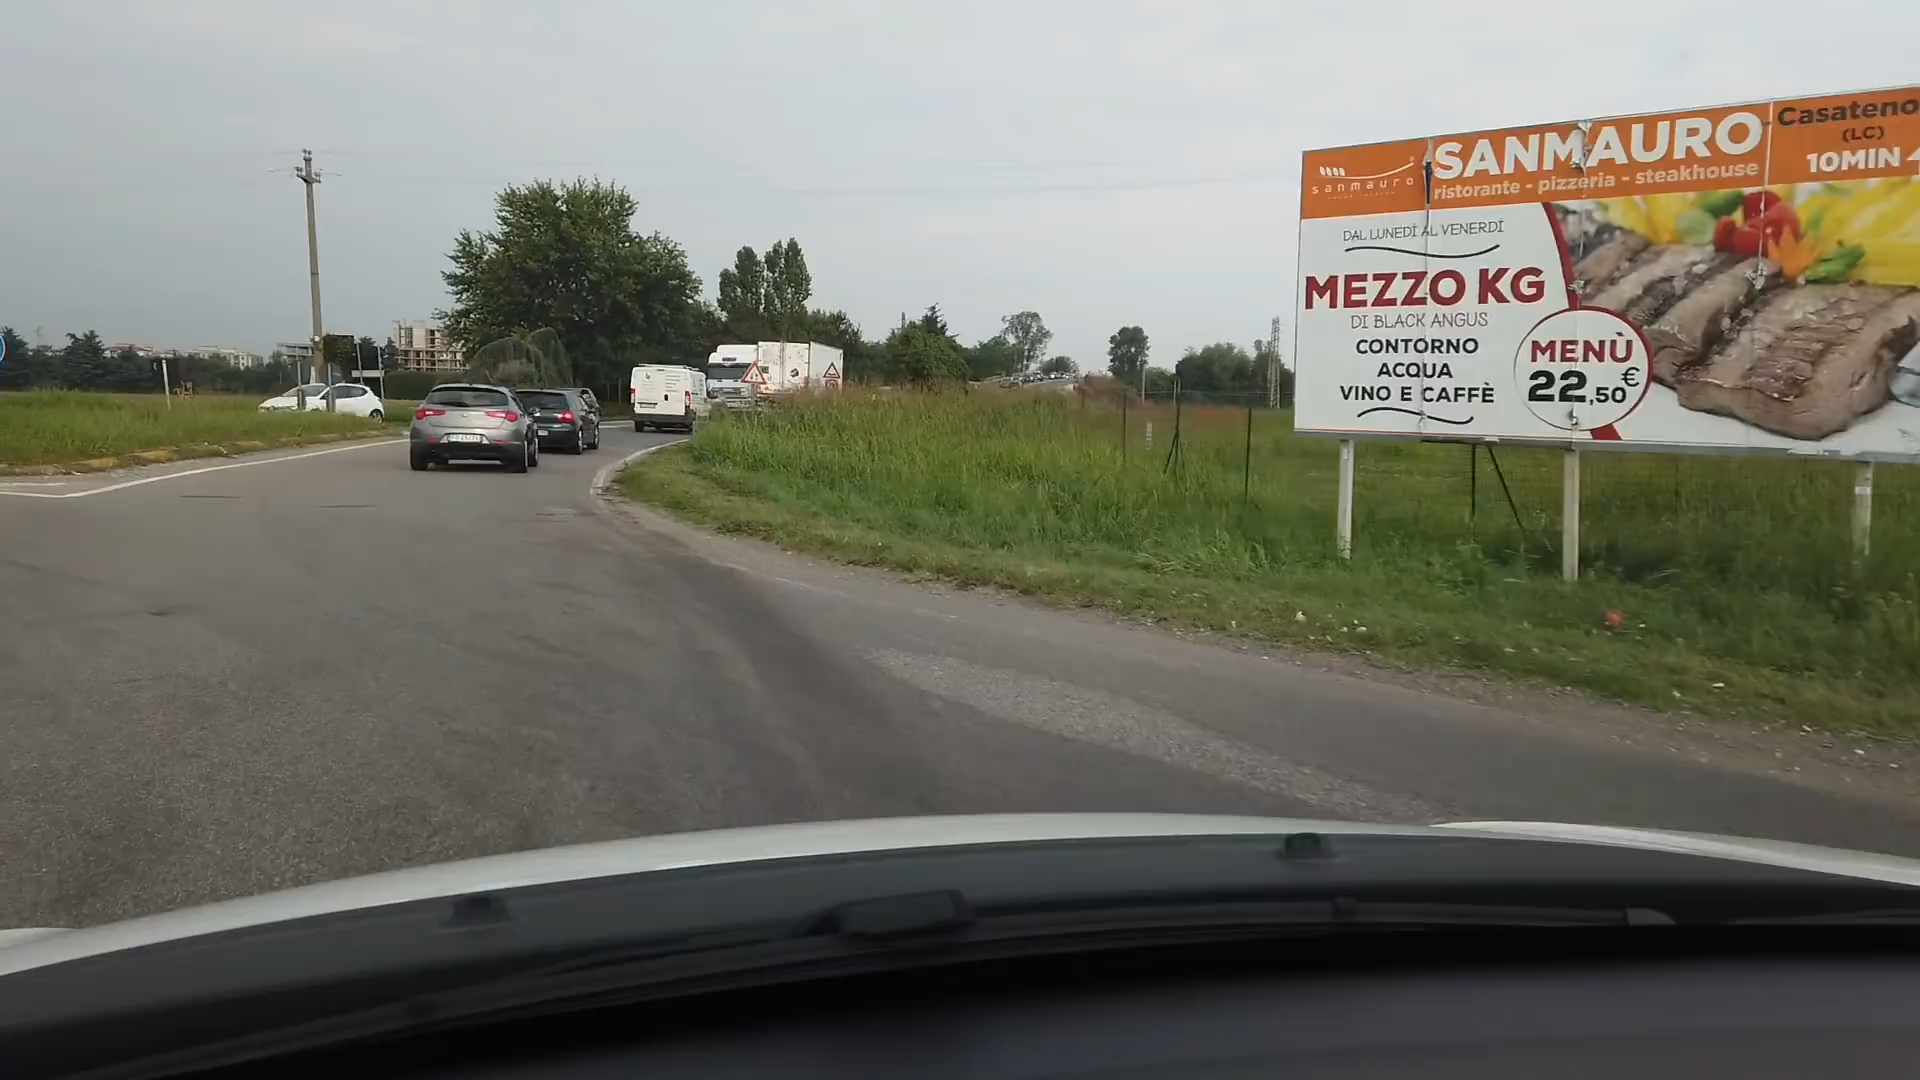 sanmauro
SANMAURO
ristorante - pizzeria - steakhouse
Casateno
(LC)
10MIN
DAL LUNEDÌ AL VENERDÌ
MEZZO KG
DI BLACK ANGUS
CONTORNO
ACQUA
VINO E CAFFÈ
MENÙ
22,50€